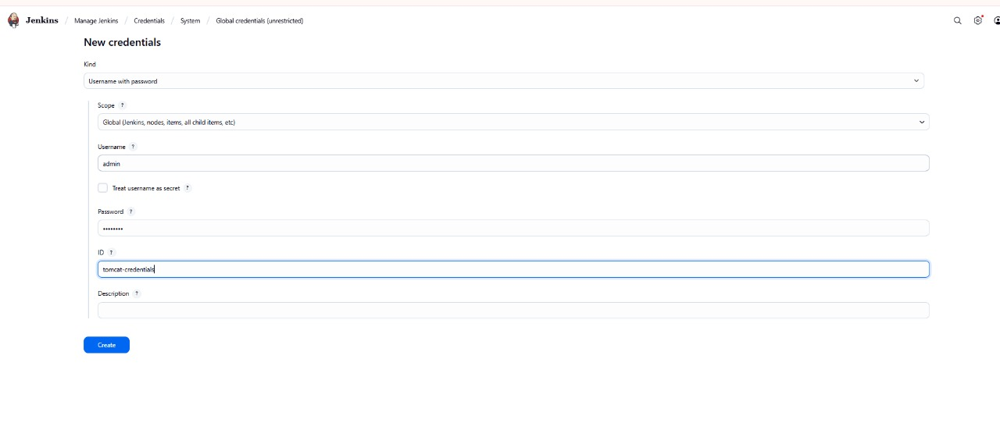 Jenkins / Manage Jenkins / Credentials / System / Global credentials (unrestricted)
New credentials
Kind
Username with password
Scope ?
Global (Jenkins, nodes, items, all child items, etc)
Username ?
admin
Treat username as secret ?
Password ?
••••••••
ID ?
tomcat-credentials
Description ?
Create